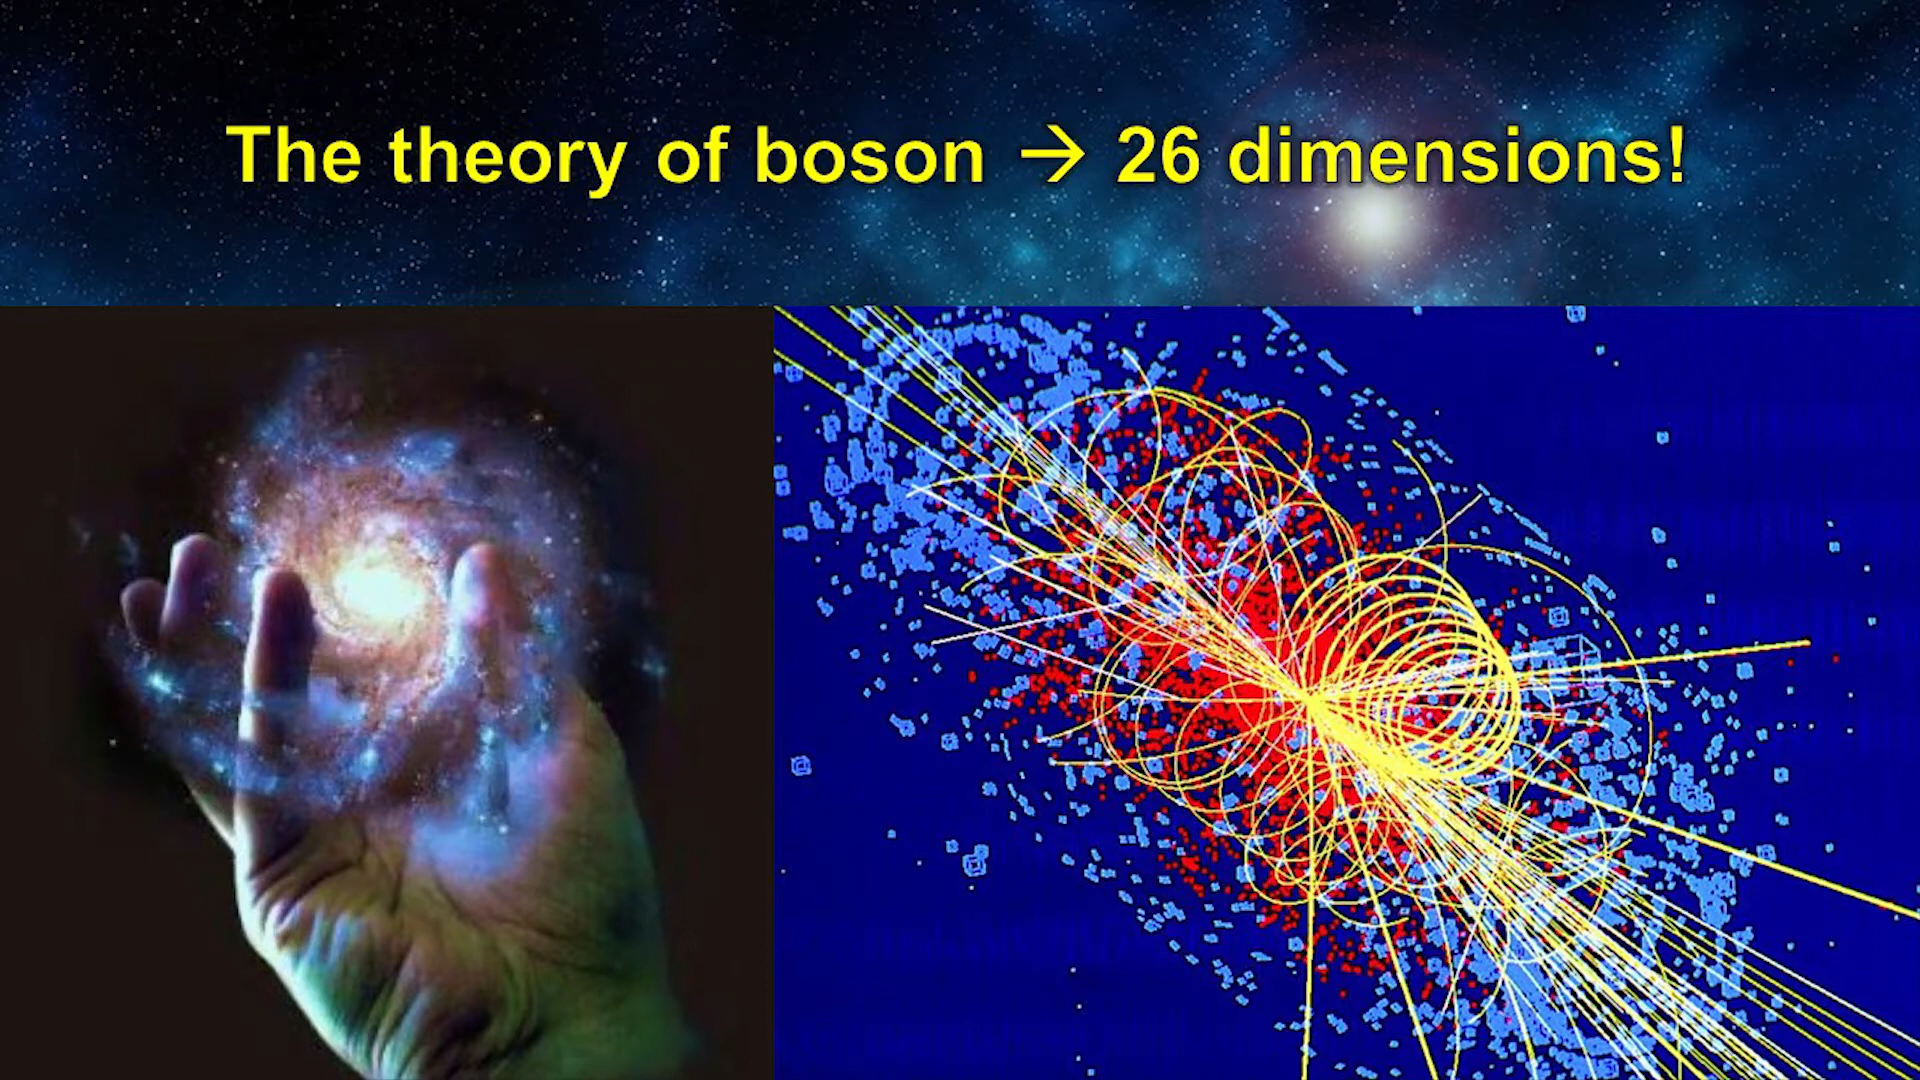 The theory of boson → 26 dimensions!